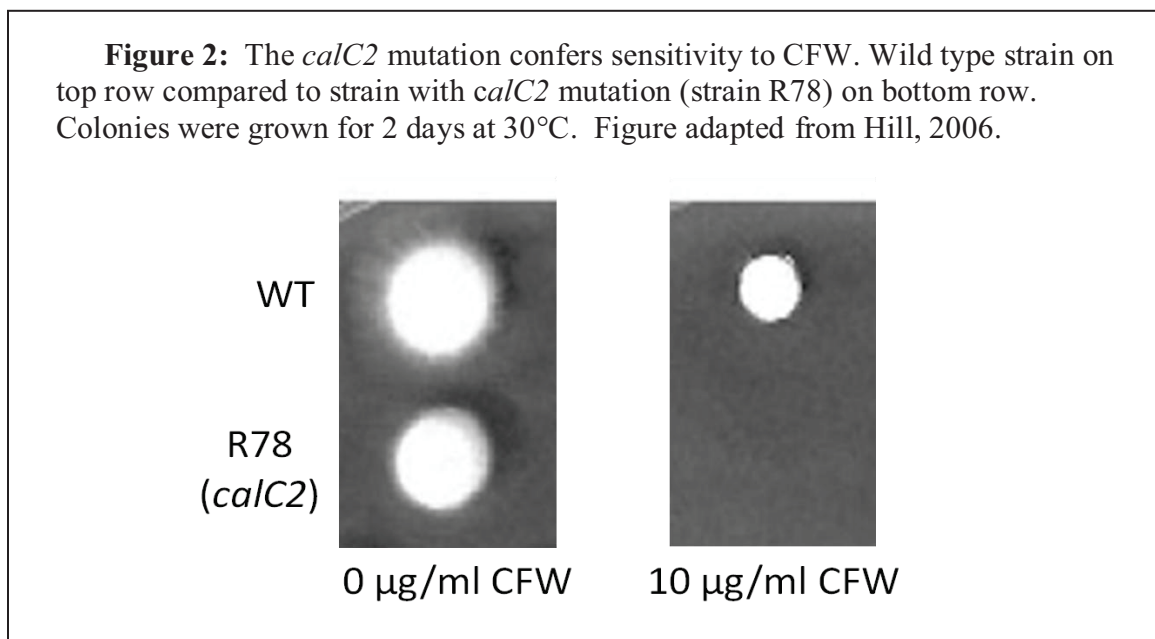 Figure 2: The calC2 mutation confers sensitivity to CFW. Wild type strain on
top row compared to strain with calC2 mutation (strain R78) on bottom row.
Colonies were grown for 2 days at 30°C. Figure adapted from Hill, 2006.
WT
R78
(calC2)
0 µg/ml CFW
10 µg/ml CFW